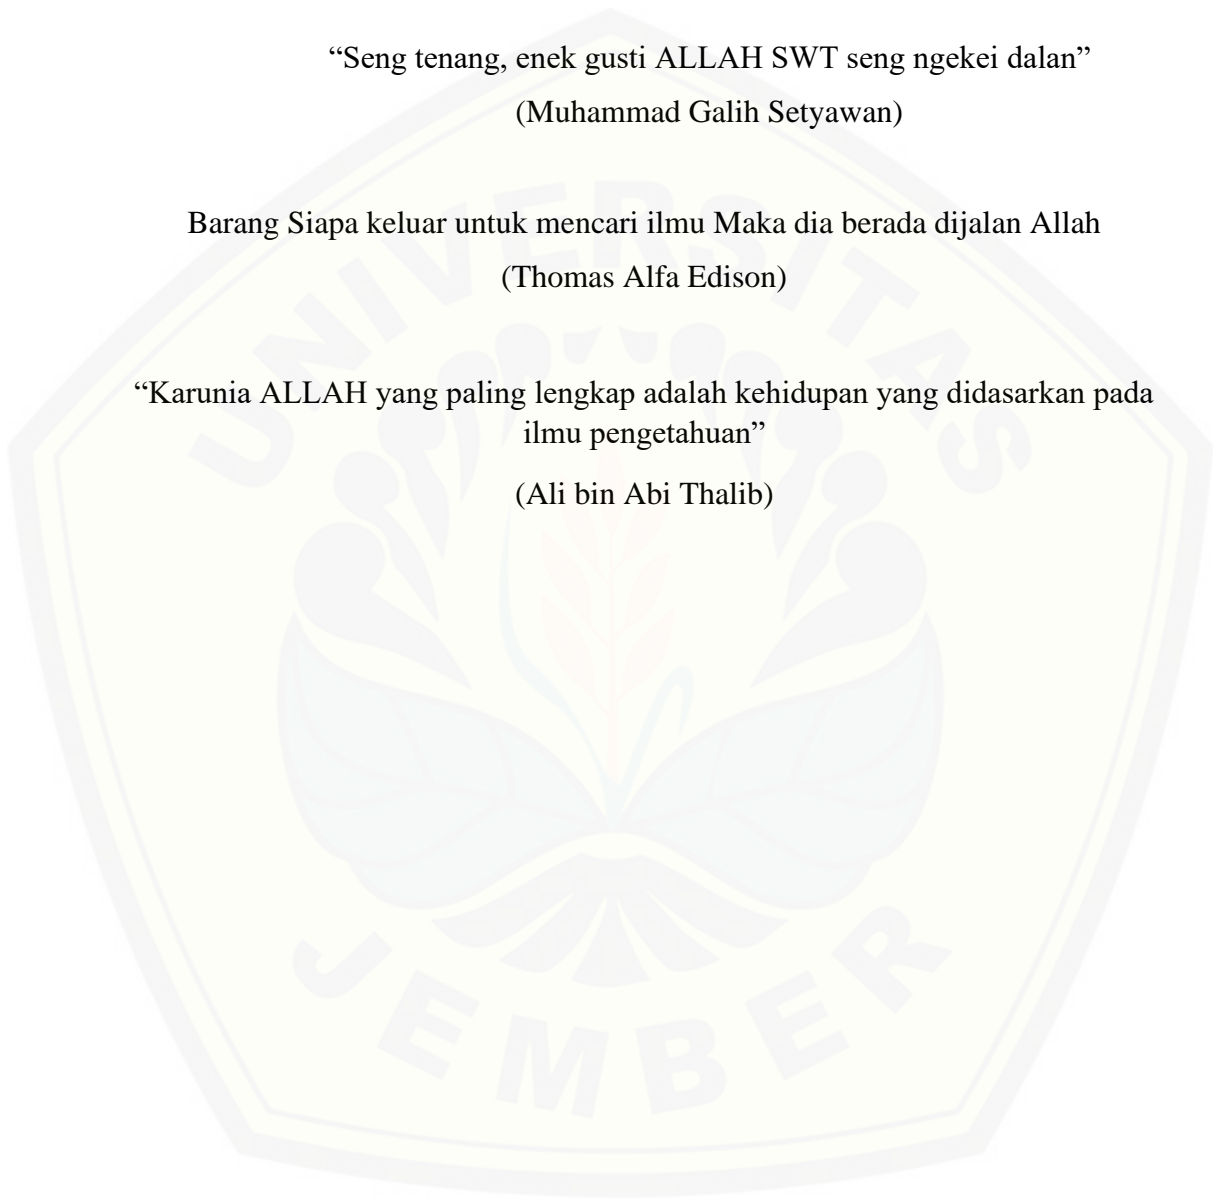 “Seng tenang, enek gusti ALLAH SWT seng ngekei dalan”
(Muhammad Galih Setyawan)
Barang Siapa keluar untuk mencari ilmu Maka dia berada dijalan Allah
(Thomas Alfa Edison)
“Karunia ALLAH yang paling lengkap adalah kehidupan yang didasarkan pada
ilmu pengetahuan”
(Ali bin Abi Thalib)
UNIVERSITAS
JEMBER